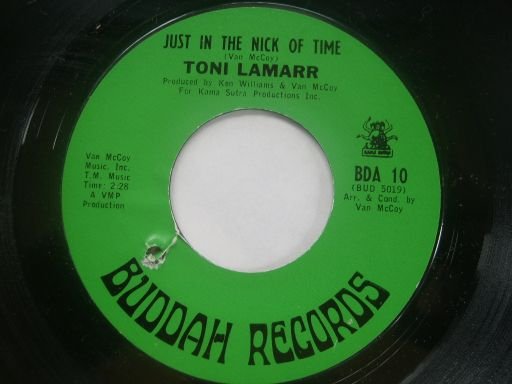 JUST IN THE NICK OF TIME
(Van McCoy)
TONI LAMARR
Produced by Ken Williams & Van McCoy
For Kama Sutra Productions Inc.
Van McCoy
Music, Inc.
T.M. Music
Time: 2:28
A VMP
Production
BDA 10
(BUD 5019)
Arr. & Cond. by
Van McCoy
BUDDAH RECORDS